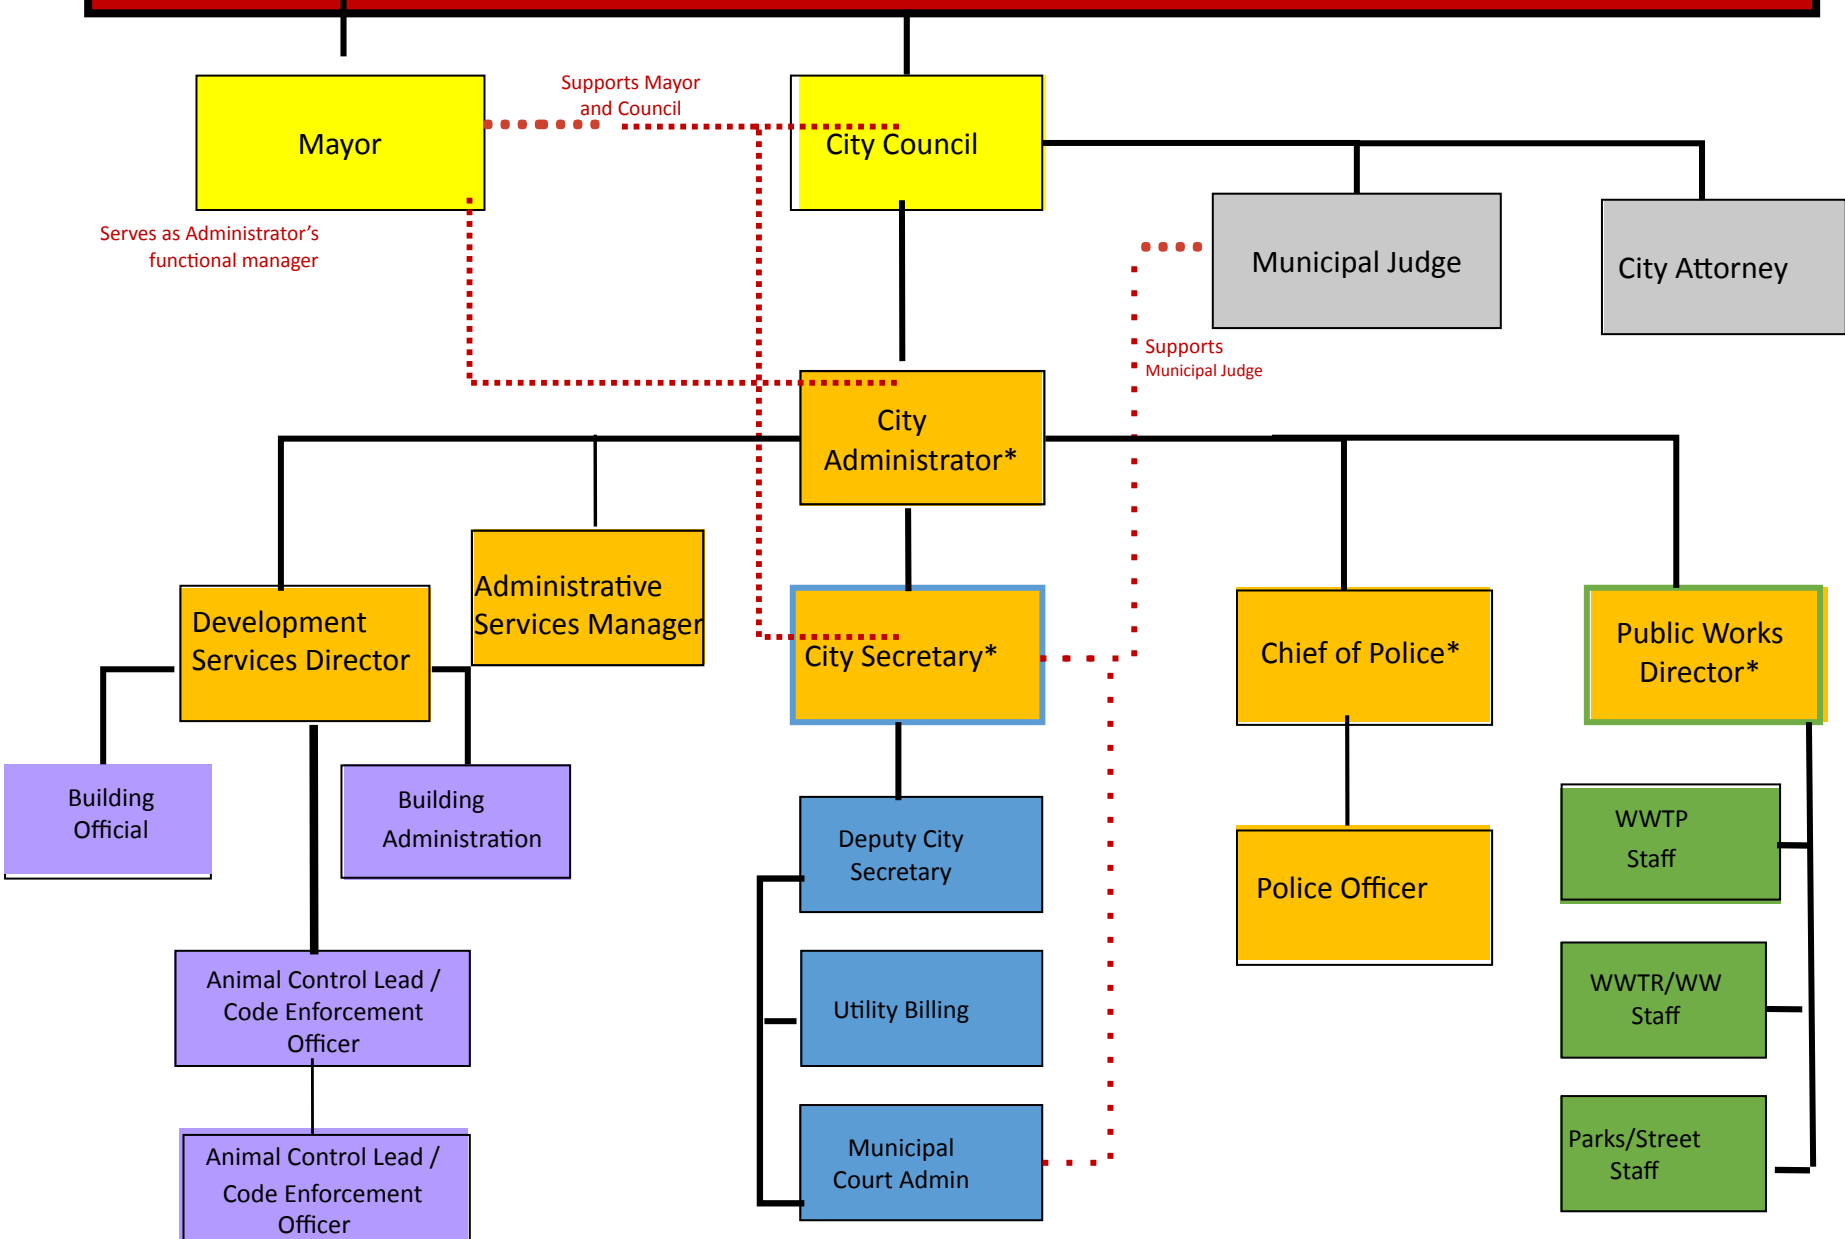 Supports Mayor
and Council
Mayor
City Council
Serves as Administrator’s
functional manager
Municipal Judge
City Attorney
Supports
Municipal Judge
City
Administrator*
Administrative
Services Manager
Development
Services Director
City Secretary*
Chief of Police*
Public Works
Director*
Building
Official
Building
Administration
Deputy City
Secretary
WWTP
Staff
Police Officer
Animal Control Lead /
Code Enforcement
Officer
Utility Billing
WWTR/WW
Staff
Animal Control Lead /
Code Enforcement
Officer
Municipal
Court Admin
Parks/Street
Staff